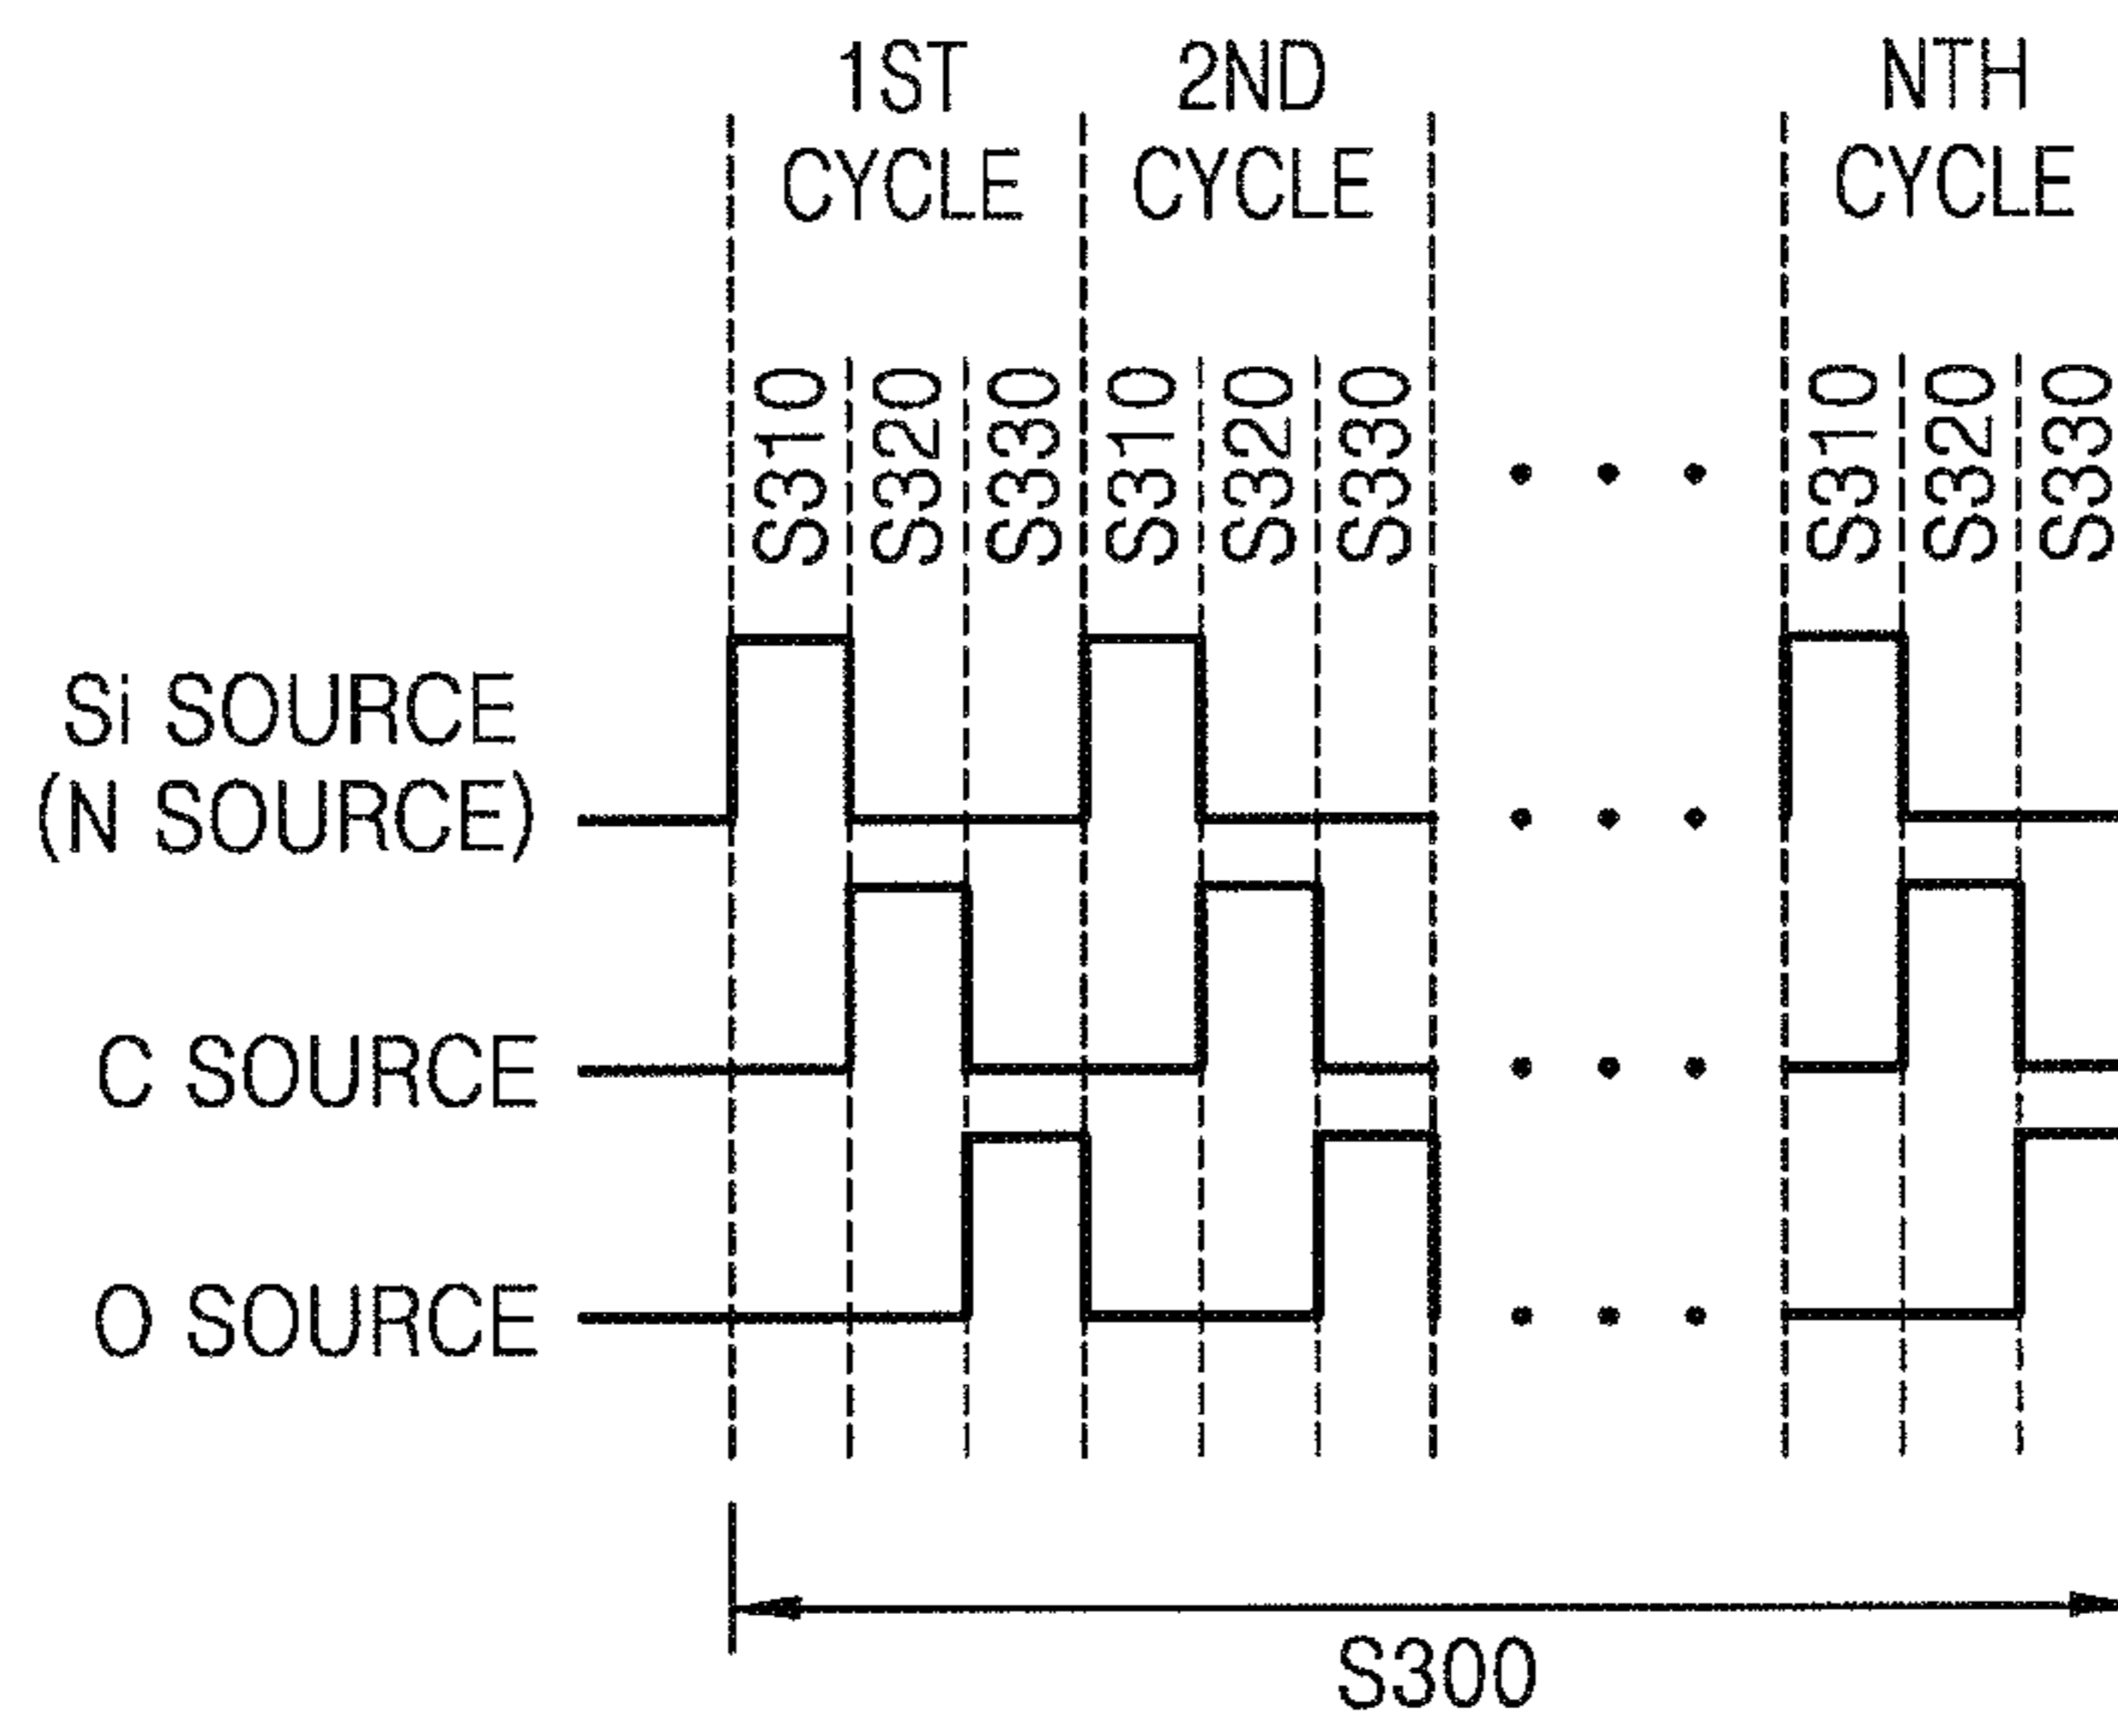 1ST
CYCLE
2ND
CYCLE
NTH
CYCLE
S310
S320
S330
S310
S320
S330
S310
S320
S330
Si SOURCE
(N SOURCE)
C SOURCE
O SOURCE
S300